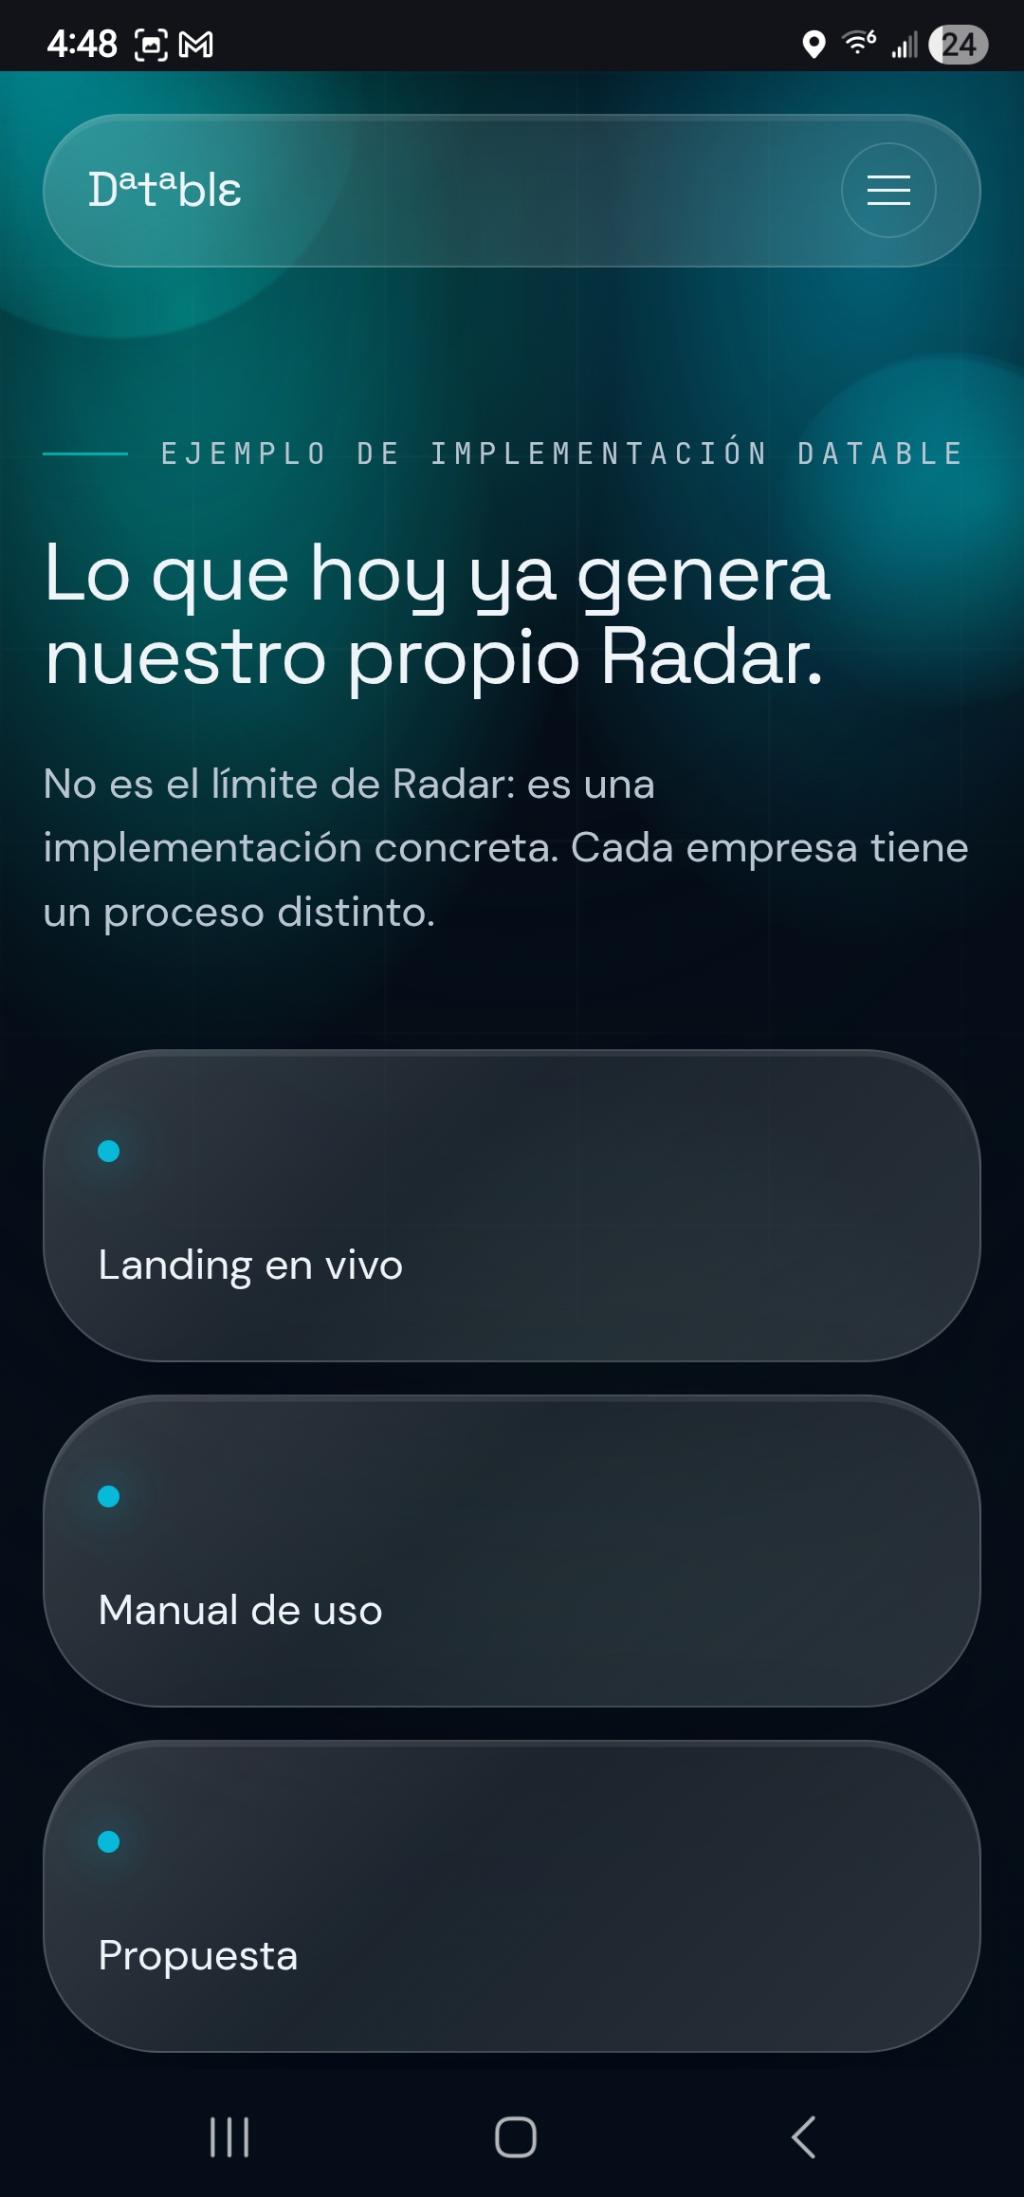 4:48
6
24
Dᵃtᵃblɛ
EJEMPLO DE IMPLEMENTACIÓN DATABLE
Lo que hoy ya genera
nuestro propio Radar.
No es el límite de Radar: es una
implementación concreta. Cada empresa tiene
un proceso distinto.
Landing en vivo
Manual de uso
Propuesta